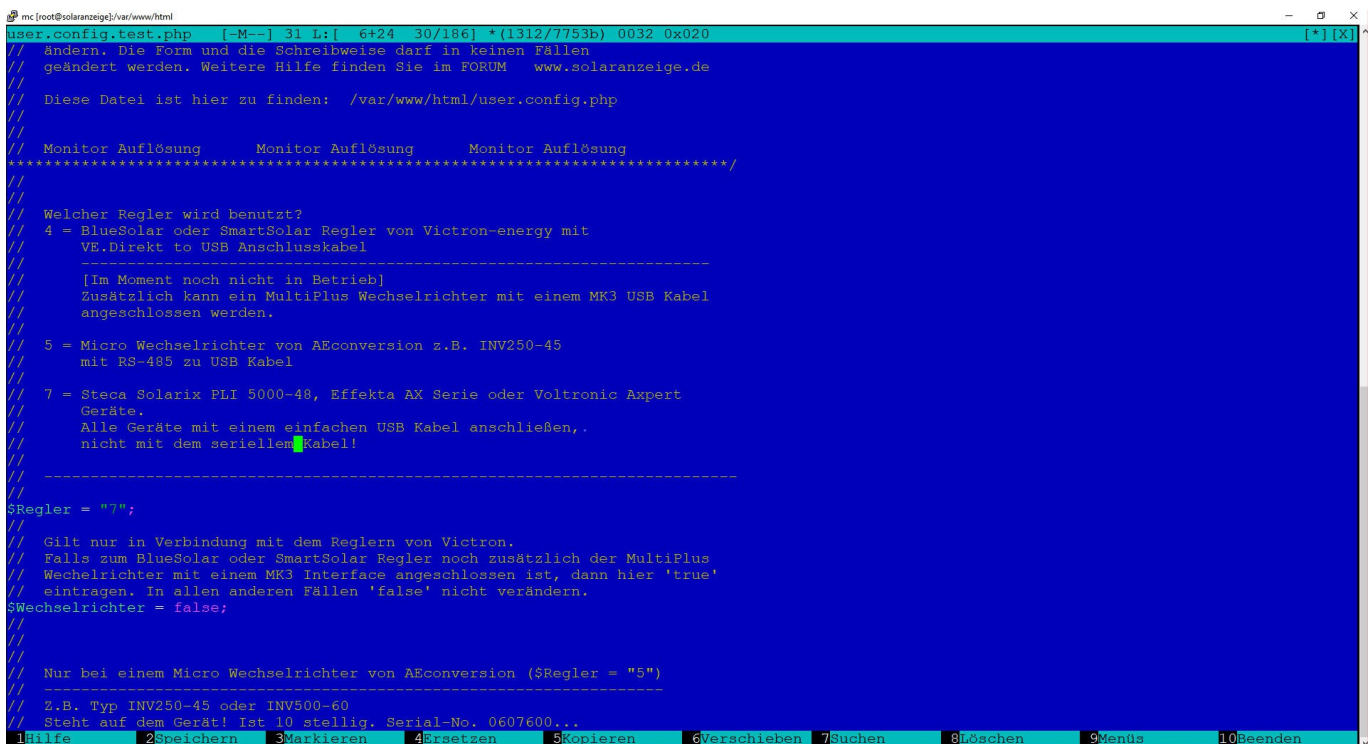 mc [root@solaranzeige]:/var/www/html
user.config.test.php [-M--] 31 L:[ 6+24 30/186] *(1312/7753b) 0032 0x020 [*][X]
// ändern. Die Form und die Schreibweise darf in keinen Fällen
// geändert werden. Weitere Hilfe finden Sie im FORUM www.solaranzeige.de
//
// Diese Datei ist hier zu finden: /var/www/html/user.config.php
//
//
// Monitor Auflösung Monitor Auflösung Monitor Auflösung
******************************************************************************/
//
//
// Welcher Regler wird benutzt?
// 4 = BlueSolar oder SmartSolar Regler von Victron-energy mit
// VE.Direkt to USB Anschlusskabel
// --------------------------------------------------------------------
// [Im Moment noch nicht in Betrieb]
// Zusätzlich kann ein MultiPlus Wechselrichter mit einem MK3 USB Kabel
// angeschlossen werden.
//
// 5 = Micro Wechselrichter von AEconversion z.B. INV250-45
// mit RS-485 zu USB Kabel
//
// 7 = Steca Solarix PLI 5000-48, Effekta AX Serie oder Voltronic Axpert
// Geräte.
// Alle Geräte mit einem einfachen USB Kabel anschließen,.
// nicht mit dem seriellem Kabel!
//
// ---------------------------------------------------------------------------
//
$Regler = "7";
//
// Gilt nur in Verbindung mit dem Reglern von Victron.
// Falls zum BlueSolar oder SmartSolar Regler noch zusätzlich der MultiPlus
// Wechelrichter mit einem MK3 Interface angeschlossen ist, dann hier 'true'
// eintragen. In allen anderen Fällen 'false' nicht verändern.
$Wechselrichter = false;
//
//
//
// Nur bei einem Micro Wechselrichter von AEconversion ($Regler = "5")
// -------------------------------------------------------------------
// Z.B. Typ INV250-45 oder INV500-60
// Steht auf dem Gerät! Ist 10 stellig. Serial-No. 0607600...
1Hilfe 2Speichern 3Markieren 4Ersetzen 5Kopieren 6Verschieben 7Suchen 8Löschen 9Menüs 10Beenden